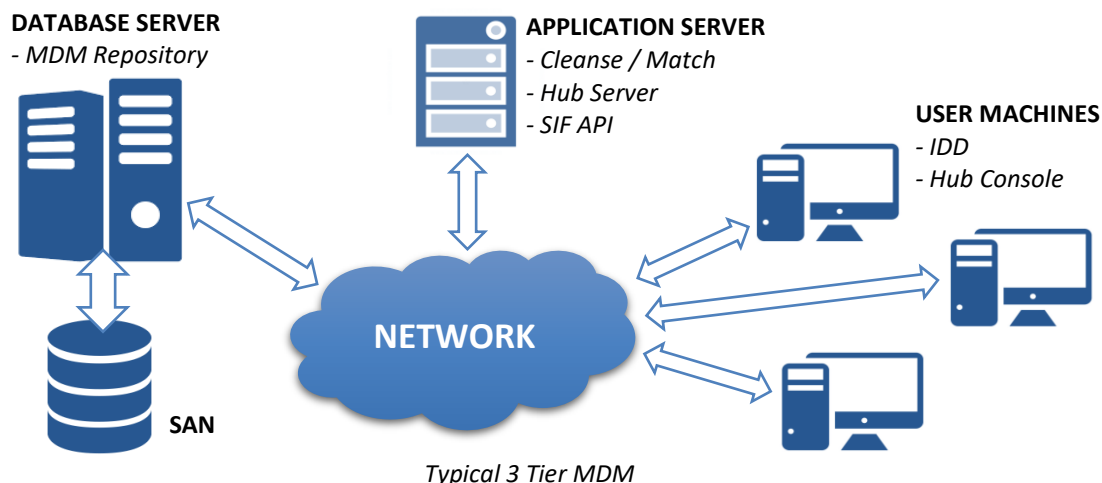 DATABASE SERVER
- MDM Repository
APPLICATION SERVER
- Cleanse / Match
- Hub Server
- SIF API
USER MACHINES
- IDD
- Hub Console
NETWORK
SAN
Typical 3 Tier MDM